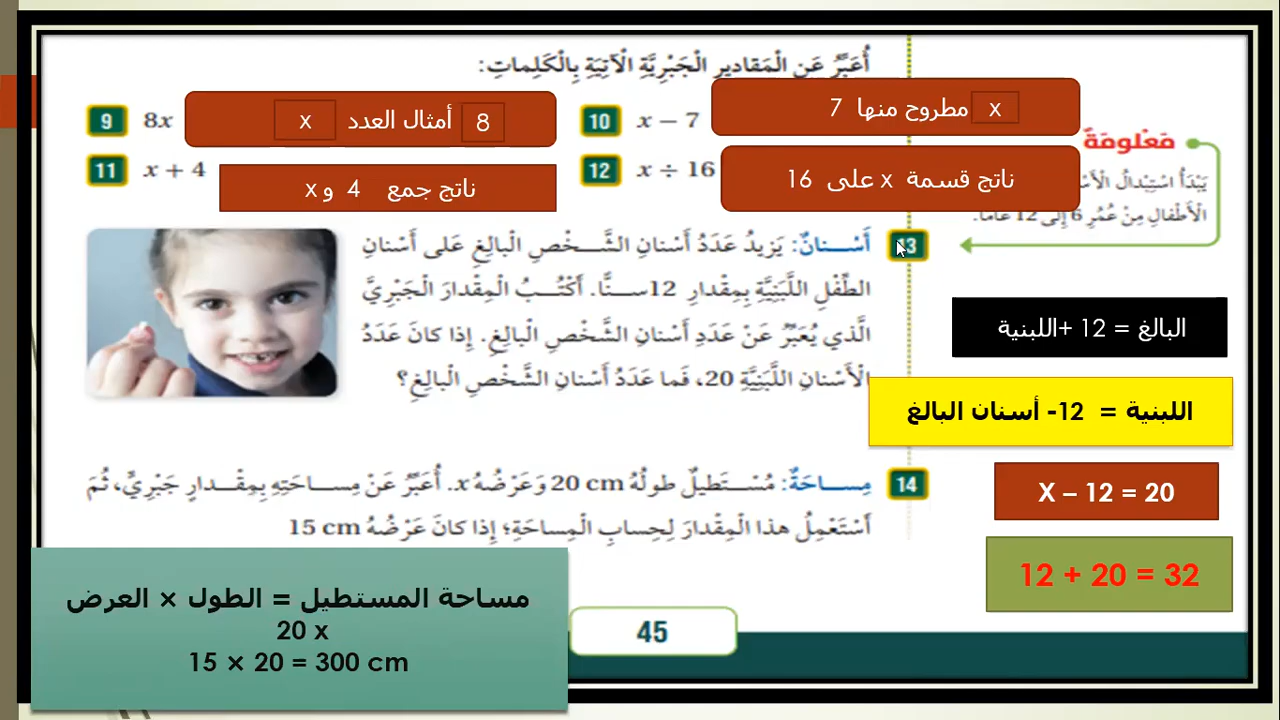 أُعَبِّرُ عَنِ الْمَقاديرِ الْجَبْرِيَّةِ الْآتِيَةِ بِالْكَلِماتِ:
9 8x 8 أمثال العدد x
10 x – 7 x مطروح منها 7
11 x + 4 ناتج جمع 4 و x
12 x ÷ 16 ناتج قسمة x على 16
مَعْلومَةٌ
يَبْدَأُ اسْتِبْدالُ
الْأَطْفالِ مِنْ عُمُرِ 6 إِلى 12 عامًا.
13 أَسْنانٌ: يَزيدُ عَدَدُ أَسْنانِ الشَّخْصِ الْبالِغِ عَلى أَسْنانِ
الطِّفْلِ اللَّبَنِيَّةِ بِمِقْدارِ 12 سِنًّا. أَكْتُبُ الْمِقْدارَ الْجَبْرِيَّ
الَّذي يُعَبِّرُ عَنْ عَدَدِ أَسْنانِ الشَّخْصِ الْبالِغِ. إِذا كانَ عَدَدُ
الْأَسْنانِ اللَّبَنِيَّةِ 20، فَما عَدَدُ أَسْنانِ الشَّخْصِ الْبالِغِ؟
البالغ = 12 +اللبنية
اللبنية = 12- أسنان البالغ
X – 12 = 20
12 + 20 = 32
14 مِساحَةٌ: مُسْتَطيلٌ طولُهُ 20 cm وَعَرْضُهُ x. أُعَبِّرُ عَنْ مِساحَتِهِ بِمِقْدارٍ جَبْرِيٍّ، ثُمَّ
أَسْتَعْمِلُ هذا الْمِقْدارَ لِحِسابِ الْمِساحَةِ؛ إِذا كانَ عَرْضُهُ 15 cm
مساحة المستطيل = الطول × العرض
20 x
15 × 20 = 300 cm
45